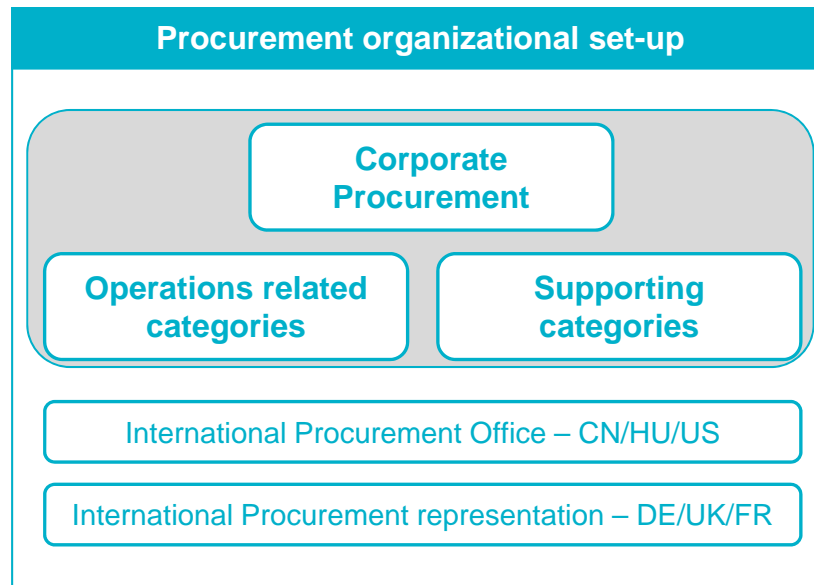 Procurement organizational set-up
Corporate
Procurement
Operations related
categories
Supporting
categories
International Procurement Office – CN/HU/US
International Procurement representation – DE/UK/FR